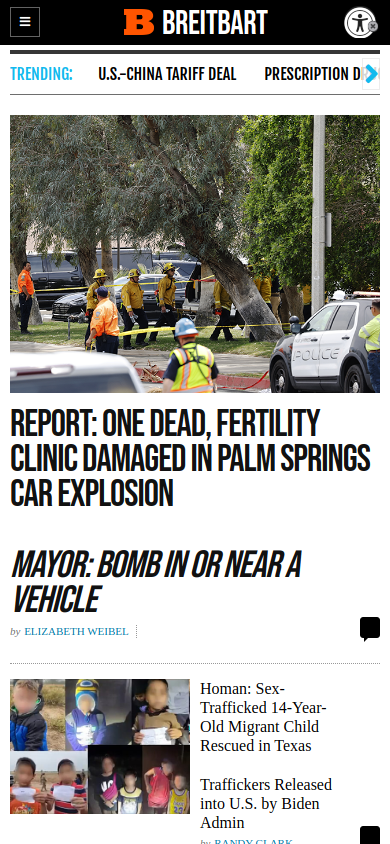 BREITBART
TRENDING:
U.S.-CHINA TARIFF DEAL
PRESCRIPTION
POLICE
REPORT: ONE DEAD, FERTILITY
CLINIC DAMAGED IN PALM SPRINGS
CAR EXPLOSION
MAYOR: BOMB IN OR NEAR A
VEHICLE
by ELIZABETH WEIBEL
Homan: Sex-
Trafficked 14-Year-
Old Migrant Child
Rescued in Texas
Traffickers Released
into U.S. by Biden
Admin
by RANDY CLARK